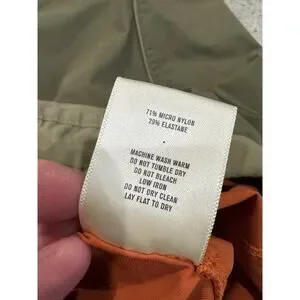 71% MICRO NYLON
29% ELASTANE
MACHINE WASH WARM
DO NOT TUMBLE DRY
DO NOT BLEACH
LOW IRON
DO NOT DRY CLEAN
LAY FLAT TO DRY